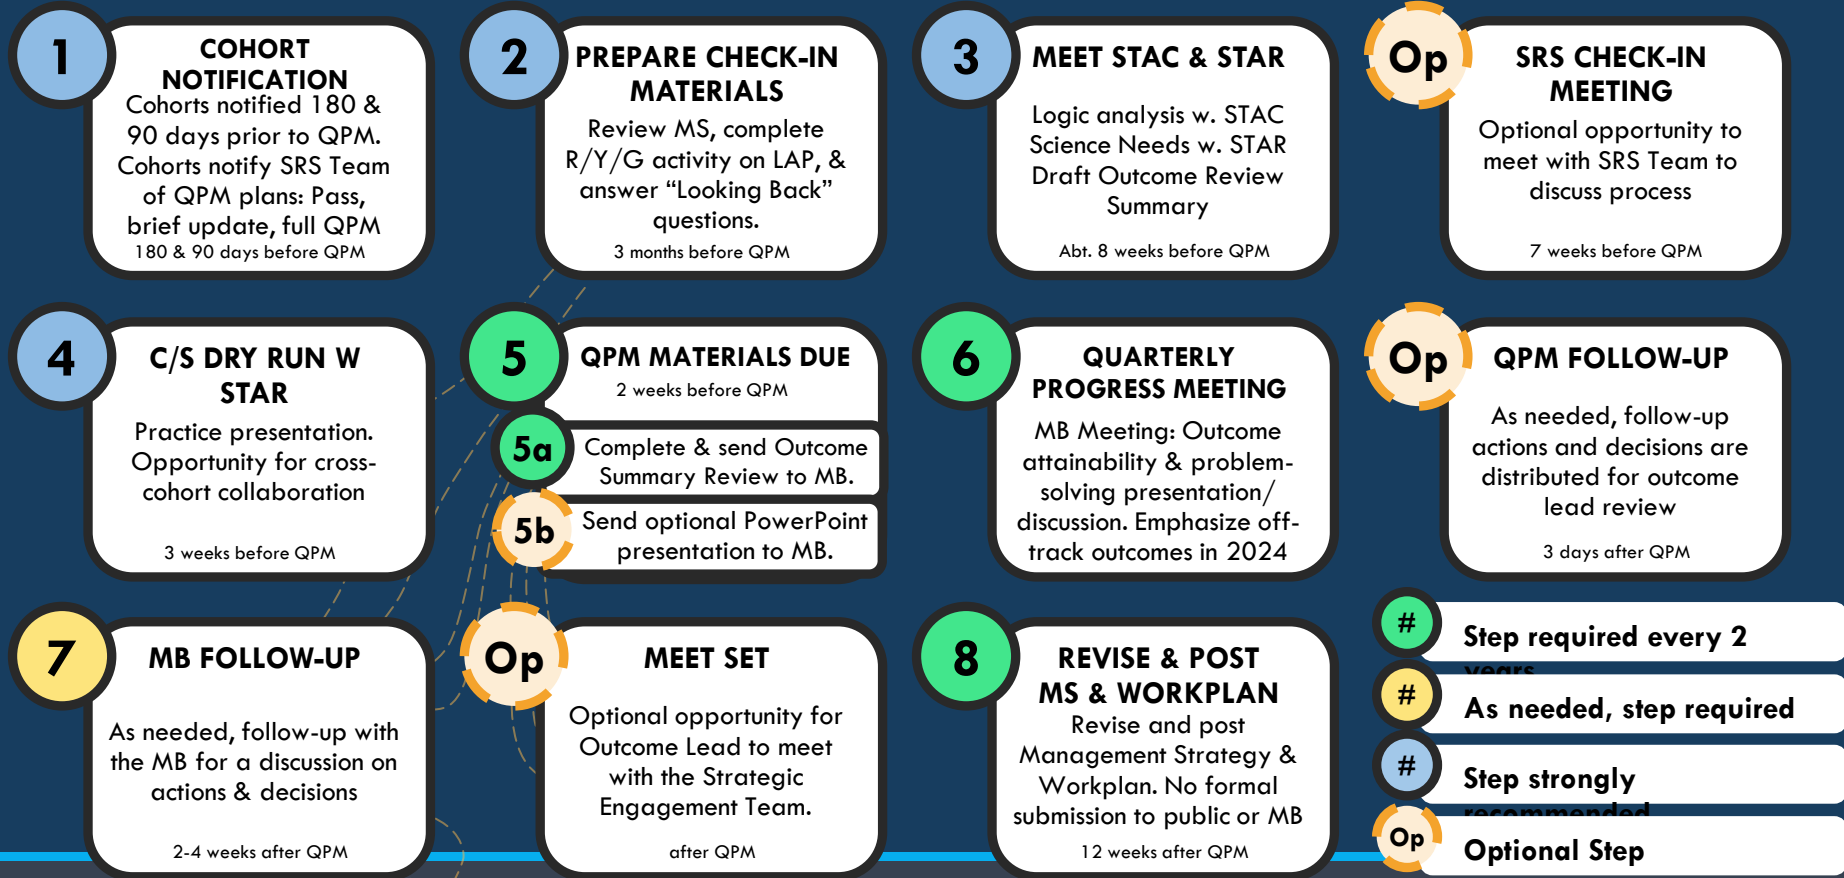 1
COHORT
NOTIFICATION
Cohorts notified 180 &
90 days prior to QPM.
Cohorts notify SRS Team
of QPM plans: Pass,
brief update, full QPM
180 & 90 days before QPM
2
PREPARE CHECK-IN
MATERIALS
Review MS, complete
R/Y/G activity on LAP, &
answer “Looking Back”
questions.
3 months before QPM
3
MEET STAC & STAR
Logic analysis w. STAC
Science Needs w. STAR
Draft Outcome Review
Summary
Abt. 8 weeks before QPM
Op
SRS CHECK-IN
MEETING
Optional opportunity to
meet with SRS Team to
discuss process
7 weeks before QPM
4
C/S DRY RUN W
STAR
Practice presentation.
Opportunity for cross-
cohort collaboration
3 weeks before QPM
5
QPM MATERIALS DUE
2 weeks before QPM
5a
Complete & send Outcome
Summary Review to MB.
5b
Send optional PowerPoint
presentation to MB.
6
QUARTERLY
PROGRESS MEETING
MB Meeting: Outcome
attainability & problem-
solving presentation/
discussion. Emphasize off-
track outcomes in 2024
Op
QPM FOLLOW-UP
As needed, follow-up
actions and decisions are
distributed for outcome
lead review
3 days after QPM
7
MB FOLLOW-UP
As needed, follow-up with
the MB for a discussion on
actions & decisions
2-4 weeks after QPM
Op
MEET SET
Optional opportunity for
Outcome Lead to meet
with the Strategic
Engagement Team.
after QPM
8
REVISE & POST
MS & WORKPLAN
Revise and post
Management Strategy &
Workplan. No formal
submission to public or MB
12 weeks after QPM
#
Step required every 2
years
#
As needed, step required
#
Step strongly
recommended
Op
Optional Step